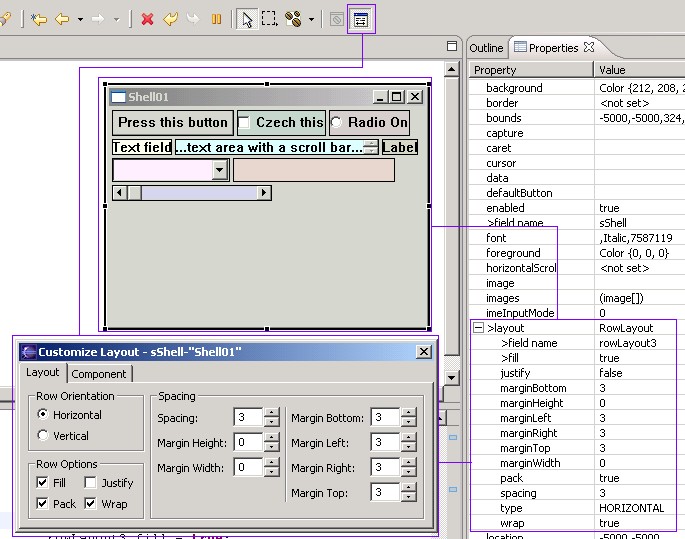 Outline
Properties
Property Value
background Color {212, 208, 2
border <not set>
bounds -5000,-5000,324,
capture
caret
cursor
data
defaultButton
enabled true
>field name sShell
font ,Italic,7587119
foreground Color {0, 0, 0}
horizontalScrol <not set>
image
images (image[])
imeInputMode 0
>layout RowLayout
>field name rowLayout3
>fill true
justify false
marginBottom 3
marginHeight 0
marginLeft 3
marginRight 3
marginTop 3
marginWidth 0
pack true
spacing 3
type HORIZONTAL
wrap true
location -5000,-5000
Shell01
Press this button
Czech this
Radio On
Text field
...text area with a scroll bar...
Label
Customize Layout - sShell-"Shell01"
Layout
Component
Row Orientation
Horizontal
Vertical
Row Options
Fill
Justify
Pack
Wrap
Spacing
Spacing: 3
Margin Height: 0
Margin Width: 0
Margin Bottom: 3
Margin Left: 3
Margin Right: 3
Margin Top: 3
rowLayout3.fill = true;